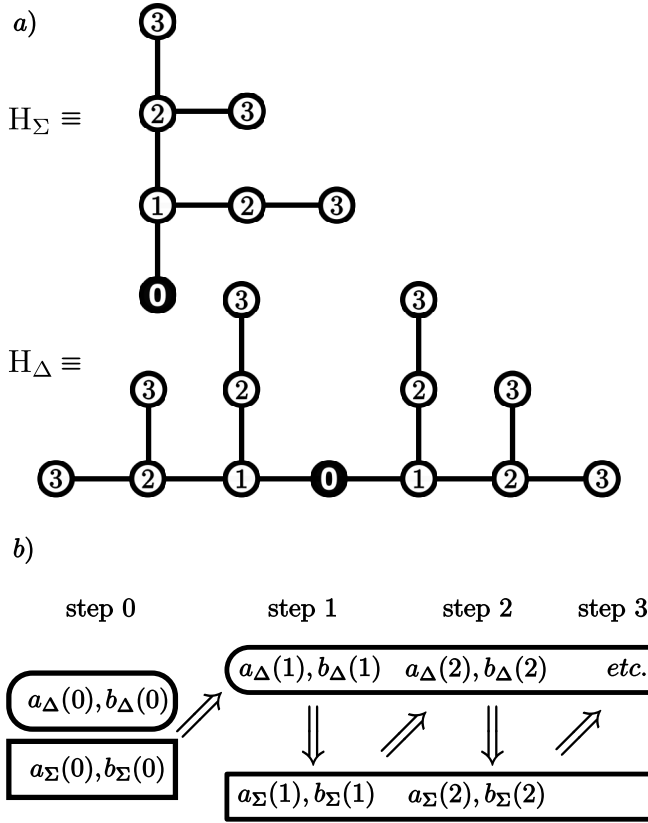 a)
3
H_Σ ≡
2 3
1 2 3
0
3 3
H_Δ ≡
3 2 2 3
3 2 1 0 1 2 3
b)
step 0 step 1 step 2 step 3
a_Δ(0), b_Δ(0) a_Δ(1), b_Δ(1) a_Δ(2), b_Δ(2) etc.
a_Σ(0), b_Σ(0) a_Σ(1), b_Σ(1) a_Σ(2), b_Σ(2)